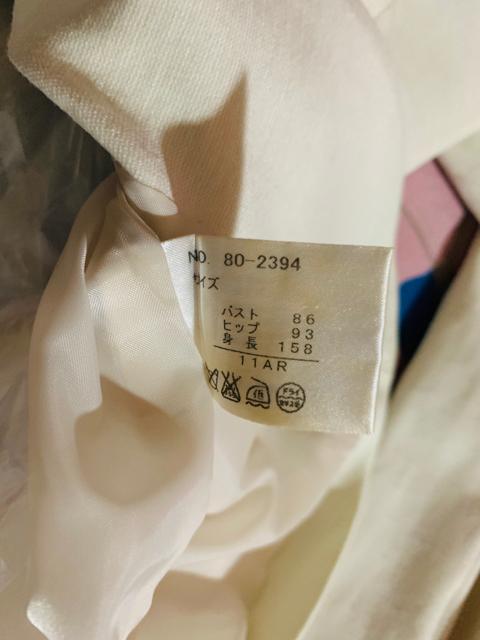 NO. 80-2394
サイズ
バスト 86
ヒップ 93
身長 158
11AR
低 ドライ